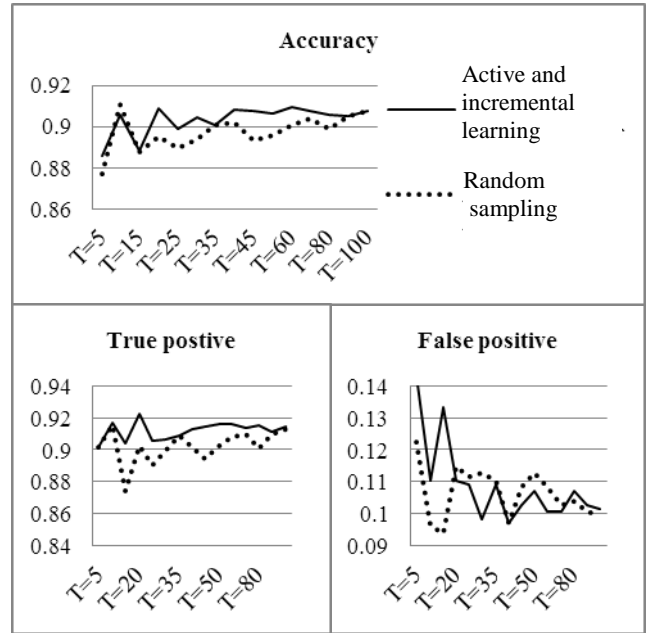 Accuracy
0.92
0.9
0.88
0.86
T=5
T=15
T=25
T=35
T=45
T=60
T=80
T=100
Active and
incremental
learning
Random
sampling
True postive
0.94
0.92
0.9
0.88
0.86
0.84
T=5
T=20
T=35
T=50
T=80
False positive
0.14
0.13
0.12
0.11
0.1
0.09
T=5
T=20
T=35
T=50
T=80